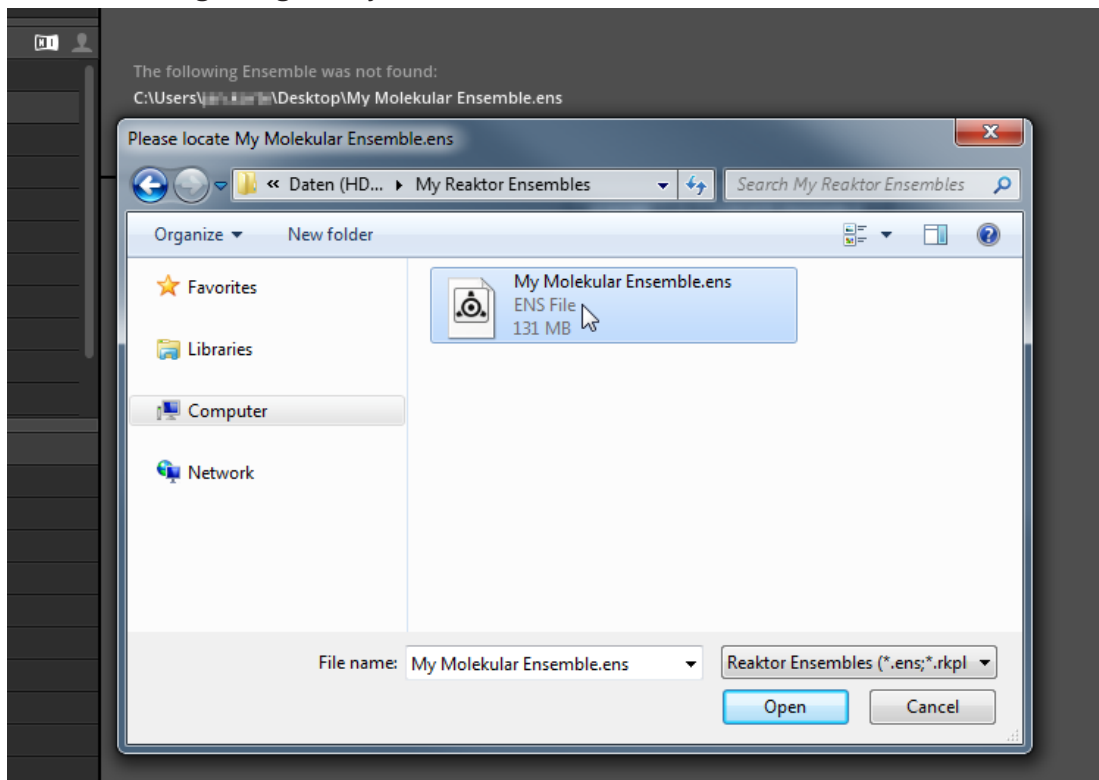 The following Ensemble was not found:
C:\Users\ \Desktop\My Molekular Ensemble.ens
Please locate My Molekular Ensemble.ens
« Daten (HD... ▸ My Reaktor Ensembles
Search My Reaktor Ensembles
Organize
New folder
Favorites
My Molekular Ensemble.ens
ENS File
131 MB
Libraries
Computer
Network
File name:
My Molekular Ensemble.ens
Reaktor Ensembles (*.ens;*.rkpl
Open
Cancel